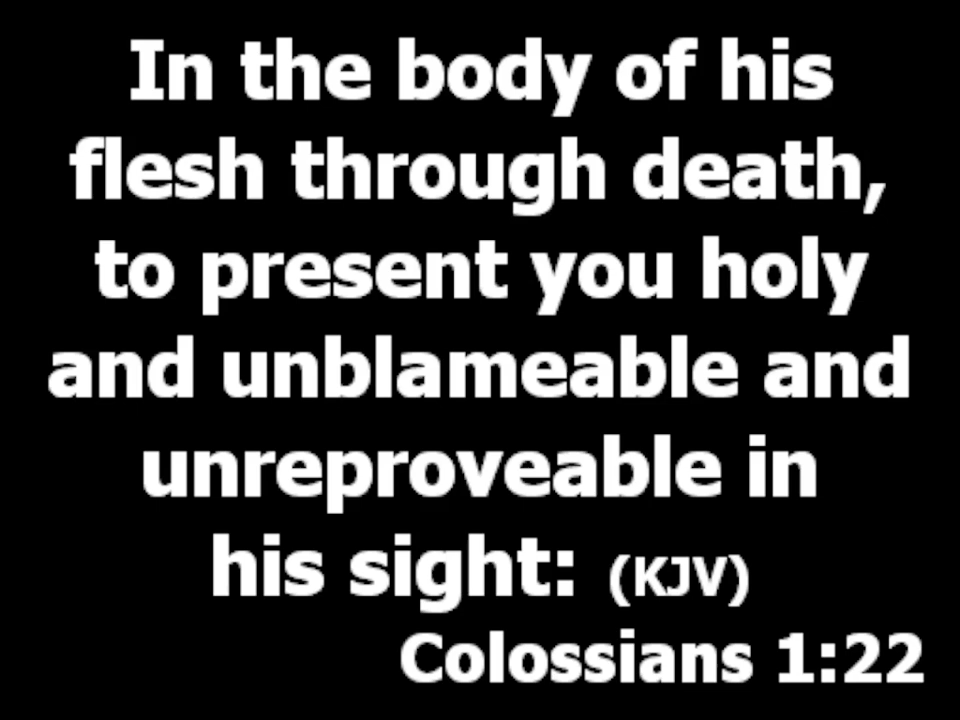 In the body of his
flesh through death,
to present you holy
and unblameable and
unreproveable in
his sight: (KJV)
Colossians 1:22